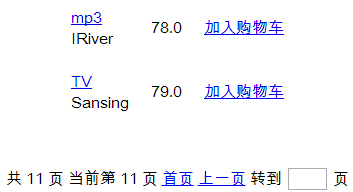 mp3
IRiver 78.0 加入购物车
TV
Sansing 79.0 加入购物车
共 11 页 当前第 11 页 首页 上一页 转到 页